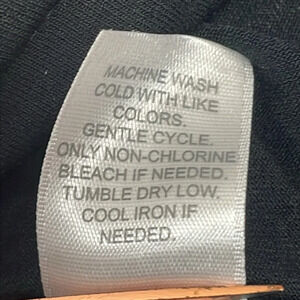 MACHINE WASH
COLD WITH LIKE
COLORS.
GENTLE CYCLE.
ONLY NON-CHLORINE
BLEACH IF NEEDED.
TUMBLE DRY LOW.
COOL IRON IF
NEEDED.